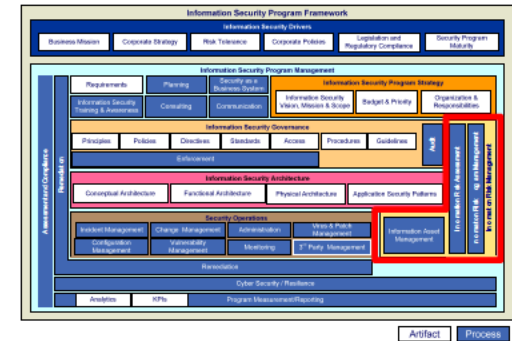 Information Security Program Framework
Information Security Drivers
Business Mission
Corporate Strategy
Risk Tolerance
Corporate Policies
Legislation and
Regulatory Compliance
Security Program
Maturity
Information Security Program Management
Requirements
Planning
Security as a
Business System
Information Security
Training & Awareness
Consulting
Communication
Information Security Program Strategy
Information Security
Vision, Mission & Scope
Budget & Priority
Organization &
Responsibilities
Information Security Governance
Principles
Policies
Directives
Standards
Access
Procedures
Guidelines
Enforcement
Audit
Information Security Architecture
Conceptual Architecture
Functional Architecture
Physical Architecture
Application Security Patterns
Security Operations
Incident Management
Change Management
Administration
Virus & Patch
Management
Configuration
Management
Vulnerability
Management
Monitoring
3rd Party Management
Information Asset
Management
Information Risk Assessment
Information Risk Management
Assessment and Compliance
Remediation
Remediation
Cyber Security / Resilience
Analytics
KPIs
Program Measurement/Reporting
Artifact
Process